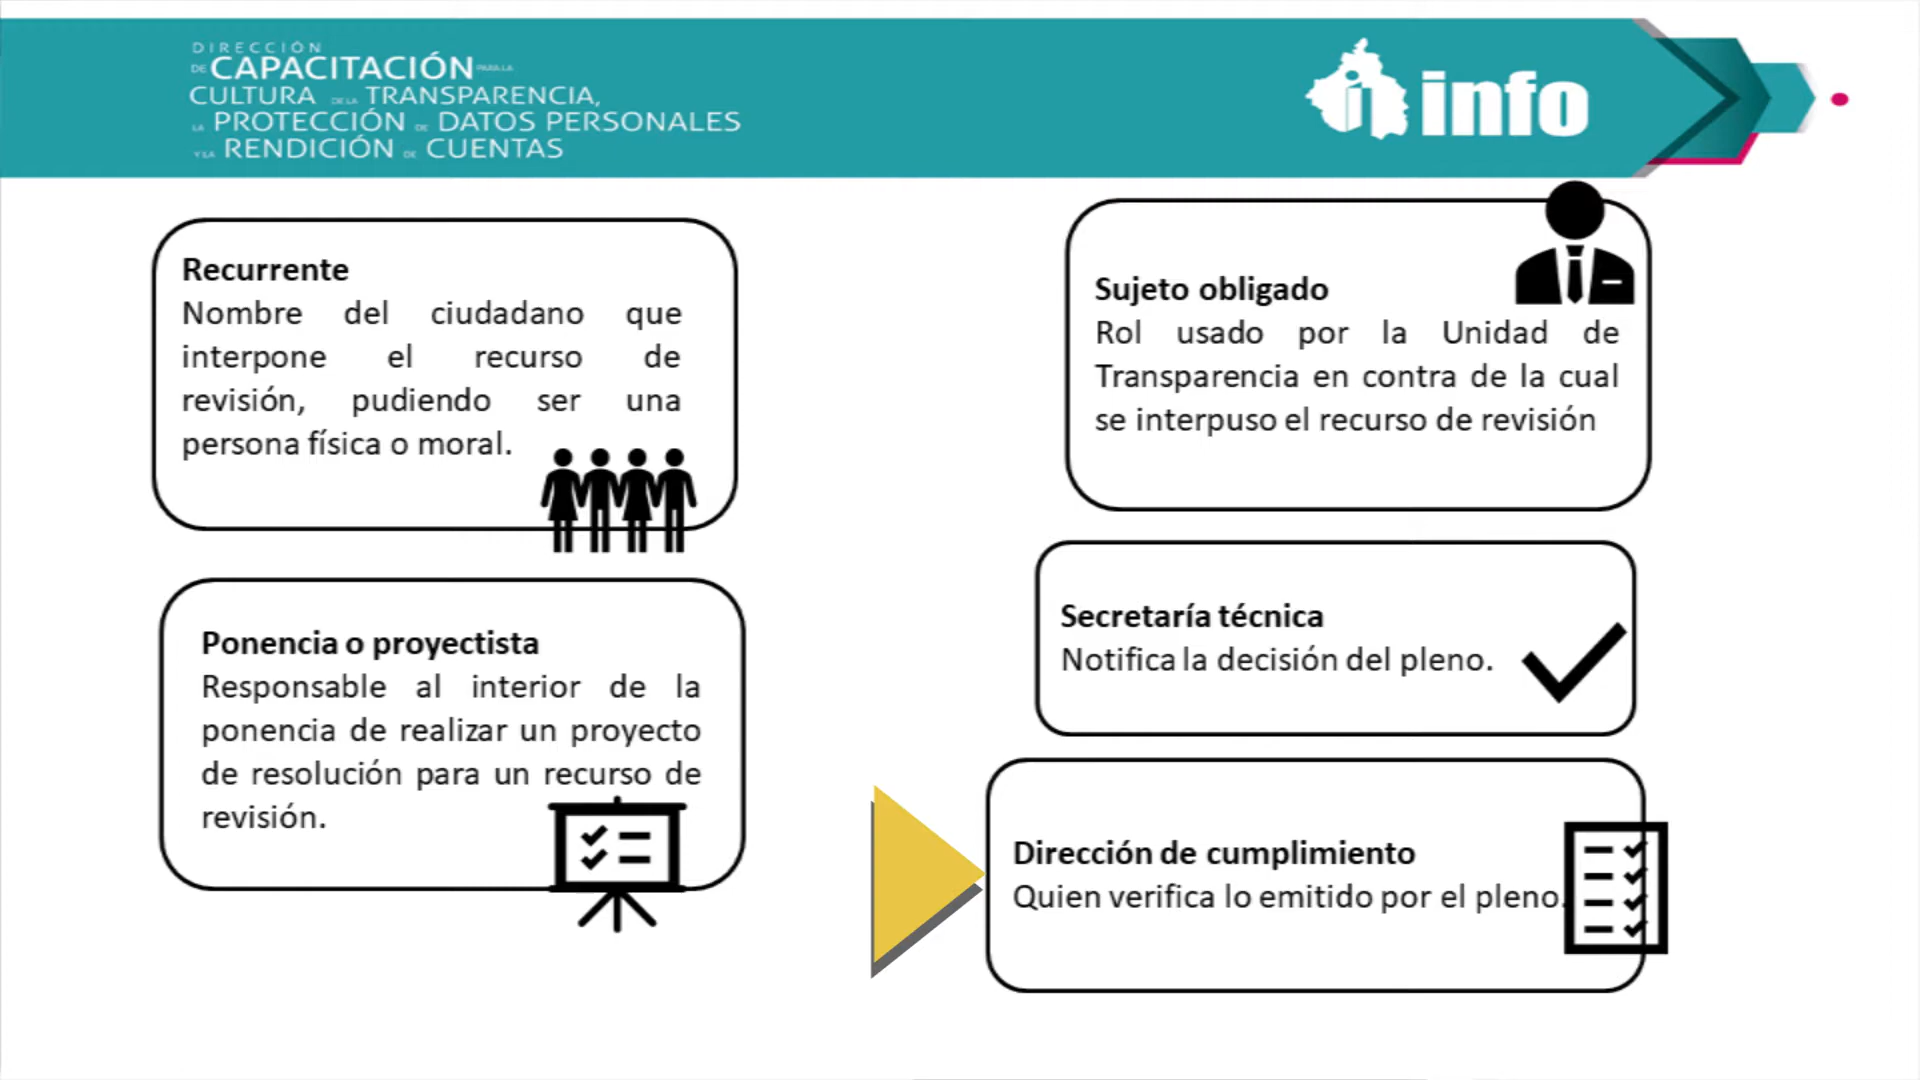 DIRECCIÓN
DE CAPACITACIÓN PARA LA
CULTURA DE LA TRANSPARENCIA,
LA PROTECCIÓN DE DATOS PERSONALES
Y LA RENDICIÓN DE CUENTAS
info
Recurrente
Nombre del ciudadano que
interpone el recurso de
revisión, pudiendo ser una
persona física o moral.
Ponencia o proyectista
Responsable al interior de la
ponencia de realizar un proyecto
de resolución para un recurso de
revisión.
Sujeto obligado
Rol usado por la Unidad de
Transparencia en contra de la cual
se interpuso el recurso de revisión
Secretaría técnica
Notifica la decisión del pleno.
Dirección de cumplimiento
Quien verifica lo emitido por el pleno.